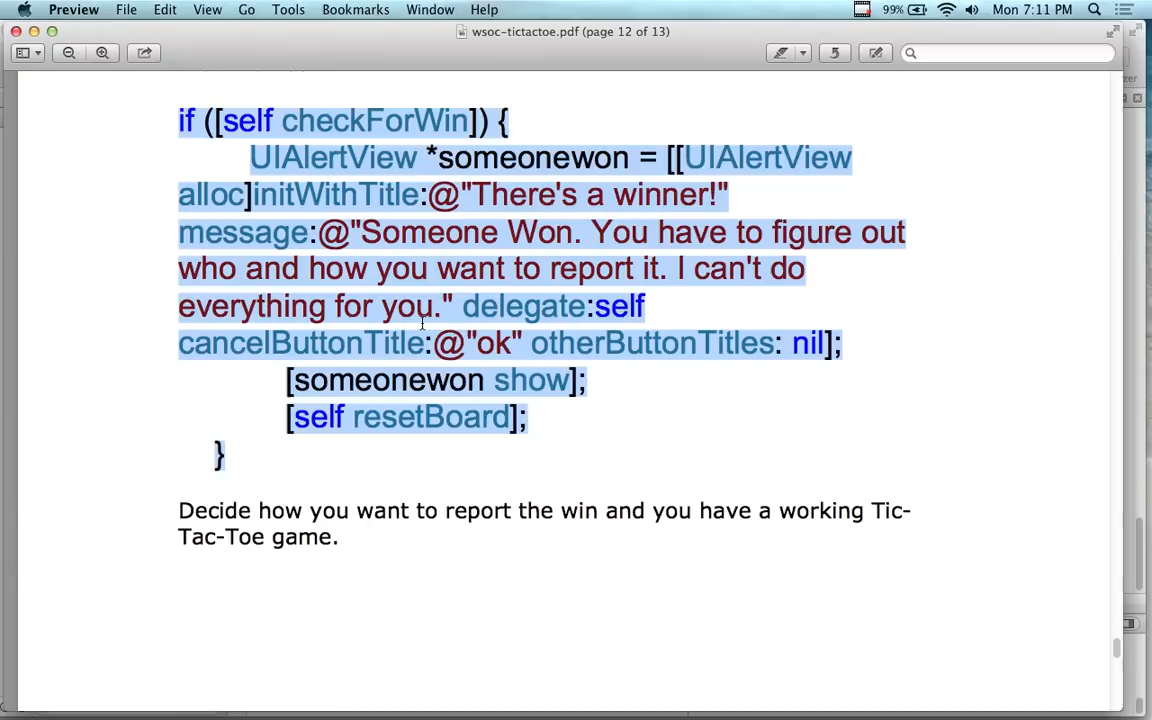 Preview File Edit View Go Tools Bookmarks Window Help 99% Mon 7:11 PM
wsoc-tictactoe.pdf (page 12 of 13)
if ([self checkForWin]) {
UIAlertView *someonewon = [[UIAlertView
alloc]initWithTitle:@"There's a winner!"
message:@"Someone Won. You have to figure out
who and how you want to report it. I can't do
everything for you." delegate:self
cancelButtonTitle:@"ok" otherButtonTitles: nil];
[someonewon show];
[self resetBoard];
}
Decide how you want to report the win and you have a working Tic-
Tac-Toe game.
zer